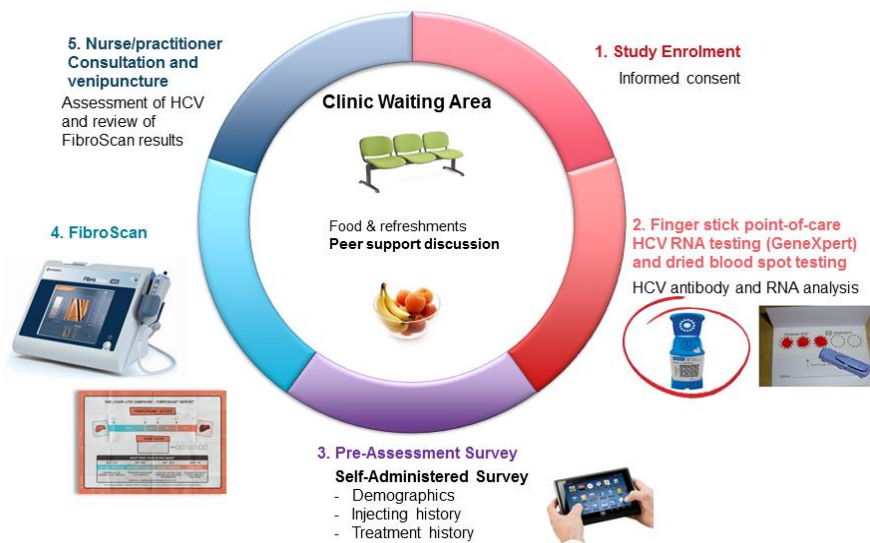 5. Nurse/practitioner
Consultation and
venipuncture
Assessment of HCV
and review of
FibroScan results
1. Study Enrolment
Informed consent
Clinic Waiting Area
Food & refreshments
Peer support discussion
2. Finger stick point-of-care
HCV RNA testing (GeneXpert)
and dried blood spot testing
HCV antibody and RNA analysis
4. FibroScan
3. Pre-Assessment Survey
Self-Administered Survey
- Demographics
- Injecting history
- Treatment history